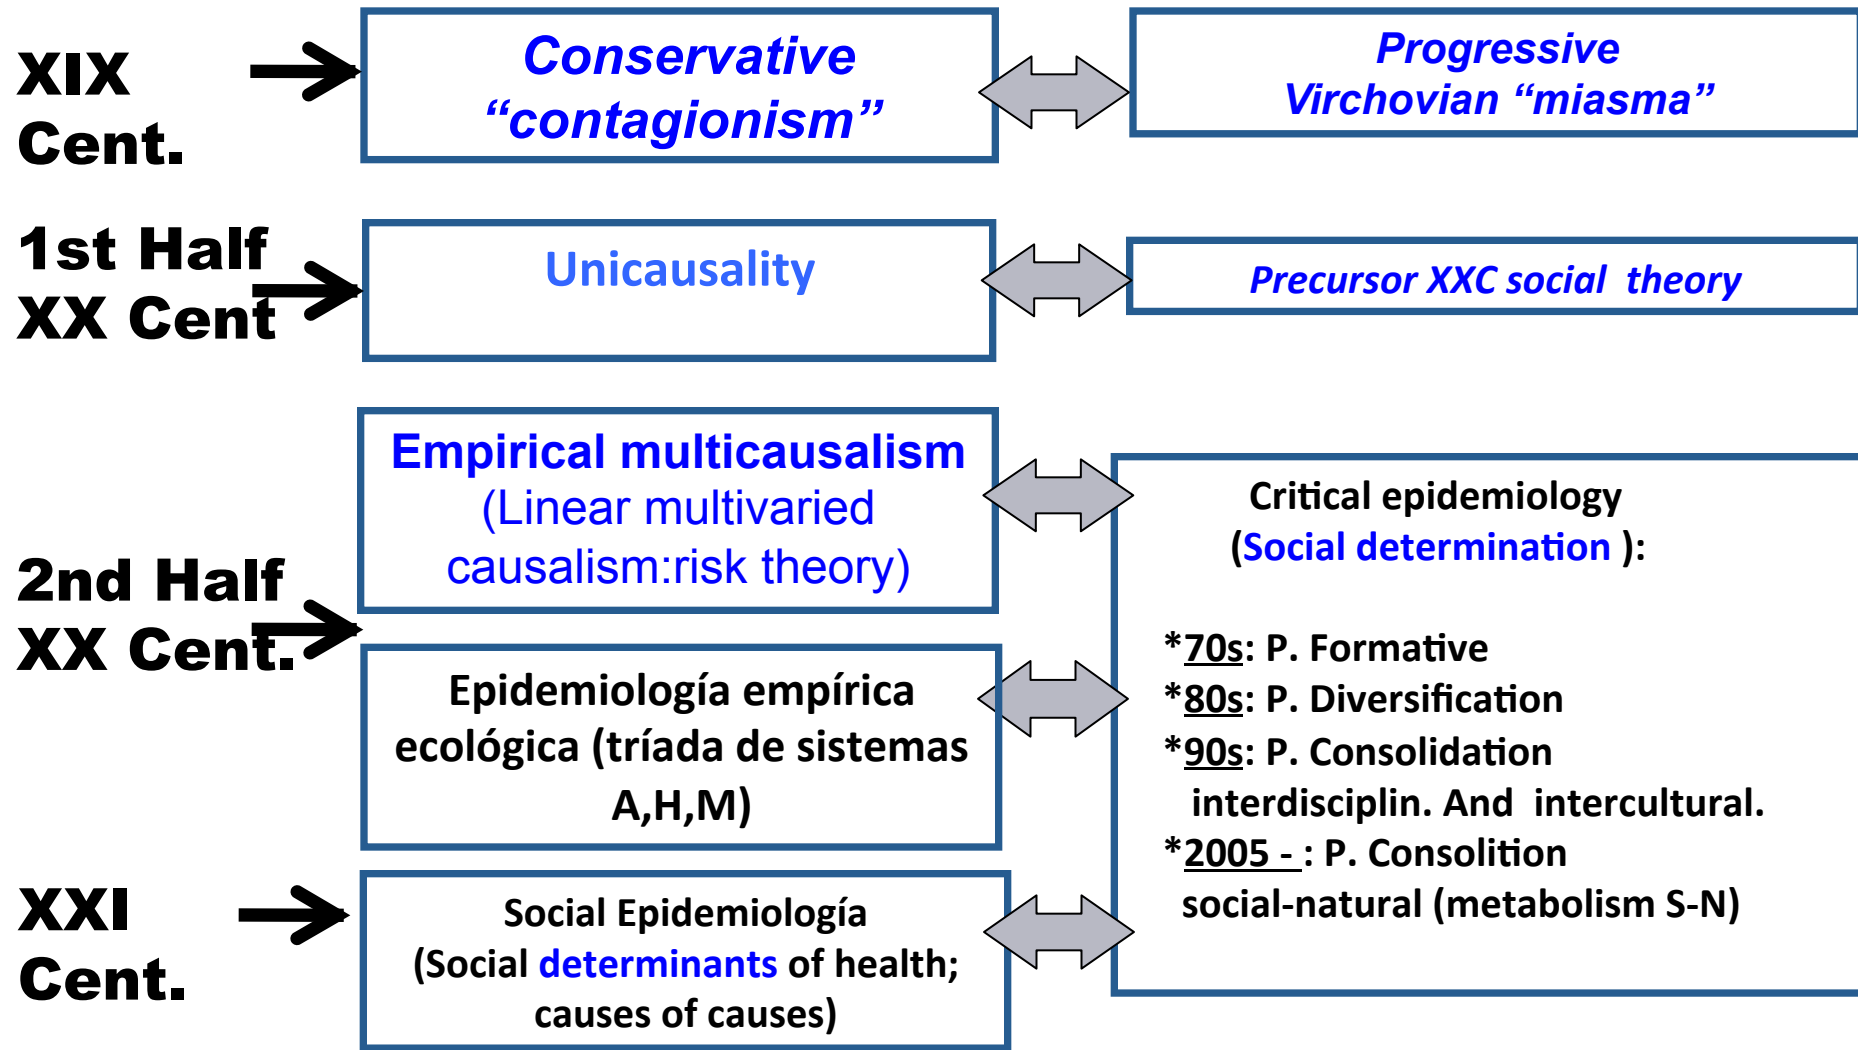 XIX
Cent.
Conservative
“contagionism”
Progressive
Virchovian “miasma”
1st Half
XX Cent
Unicausality
Precursor XXC social theory
2nd Half
XX Cent.
Empirical multicausalism
(Linear multivaried
causalism:risk theory)
Epidemiología empírica
ecológica (tríada de sistemas
A,H,M)
Critical epidemiology
(Social determination ):
*70s: P. Formative
*80s: P. Diversification
*90s: P. Consolidation
interdisciplin. And intercultural.
*2005 - : P. Consolition
social-natural (metabolism S-N)
XXI
Cent.
Social Epidemiología
(Social determinants of health;
causes of causes)